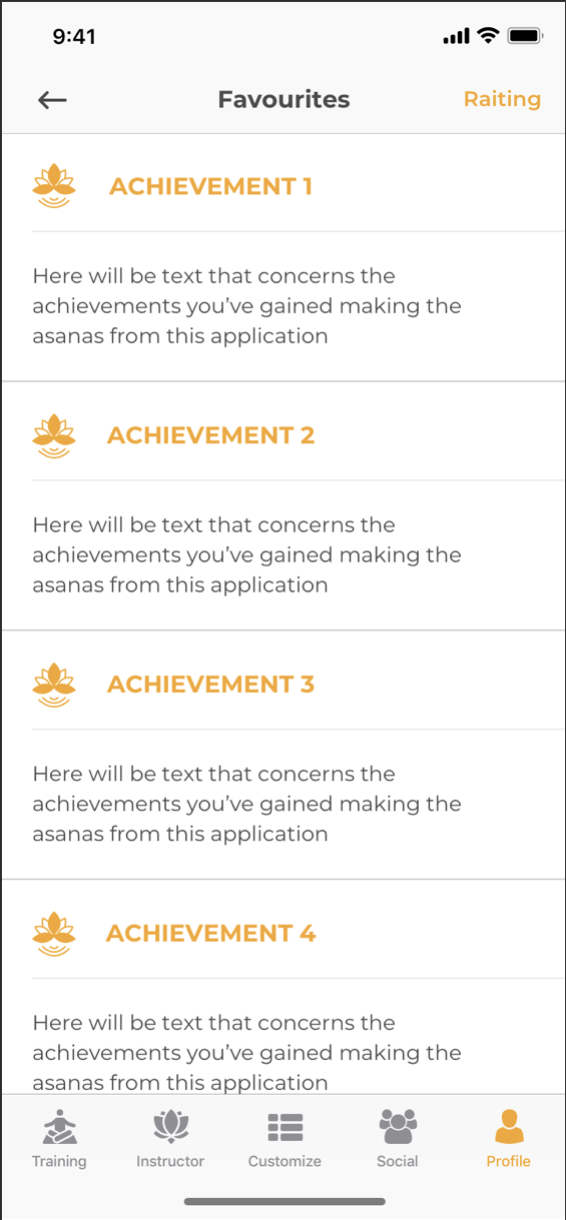 9:41
Favourites
Raiting
ACHIEVEMENT 1
Here will be text that concerns the
achievements you’ve gained making the
asanas from this application
ACHIEVEMENT 2
Here will be text that concerns the
achievements you’ve gained making the
asanas from this application
ACHIEVEMENT 3
Here will be text that concerns the
achievements you’ve gained making the
asanas from this application
ACHIEVEMENT 4
Here will be text that concerns the
achievements you’ve gained making the
asanas from this application
Training Instructor Customize Social Profile